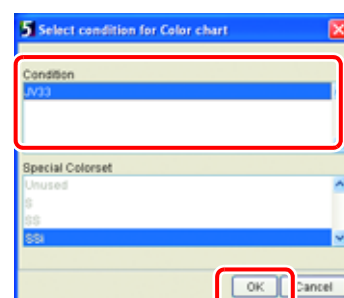 Select condition for Color chart
Condition
JV33
Special Colorset
Unused
S
SS
SSI
OK
Cancel